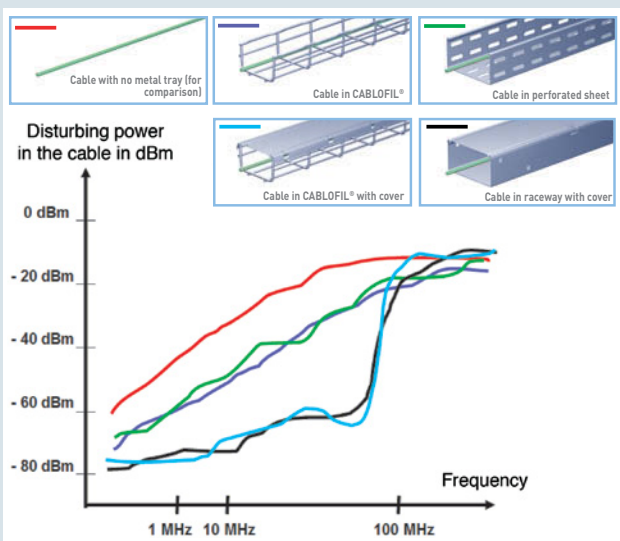 Cable with no metal tray (for
comparison)
Cable in CABLOFIL®
Cable in perforated sheet
Cable in CABLOFIL® with cover
Cable in raceway with cover
Disturbing power
in the cable in dBm
0 dBm
- 20 dBm
- 40 dBm
- 60 dBm
- 80 dBm
Frequency
1 MHz 10 MHz 100 MHz